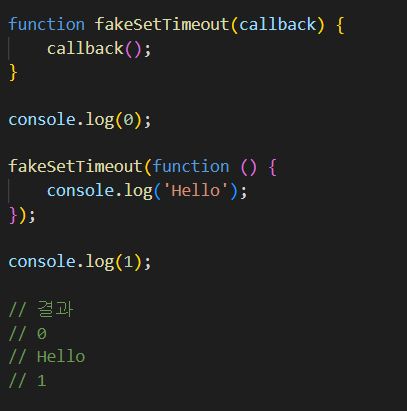 function fakeSetTimeout(callback) {
    callback();
}

console.log(0);

fakeSetTimeout(function () {
    console.log('Hello');
});

console.log(1);

// 결과
// 0
// Hello
// 1